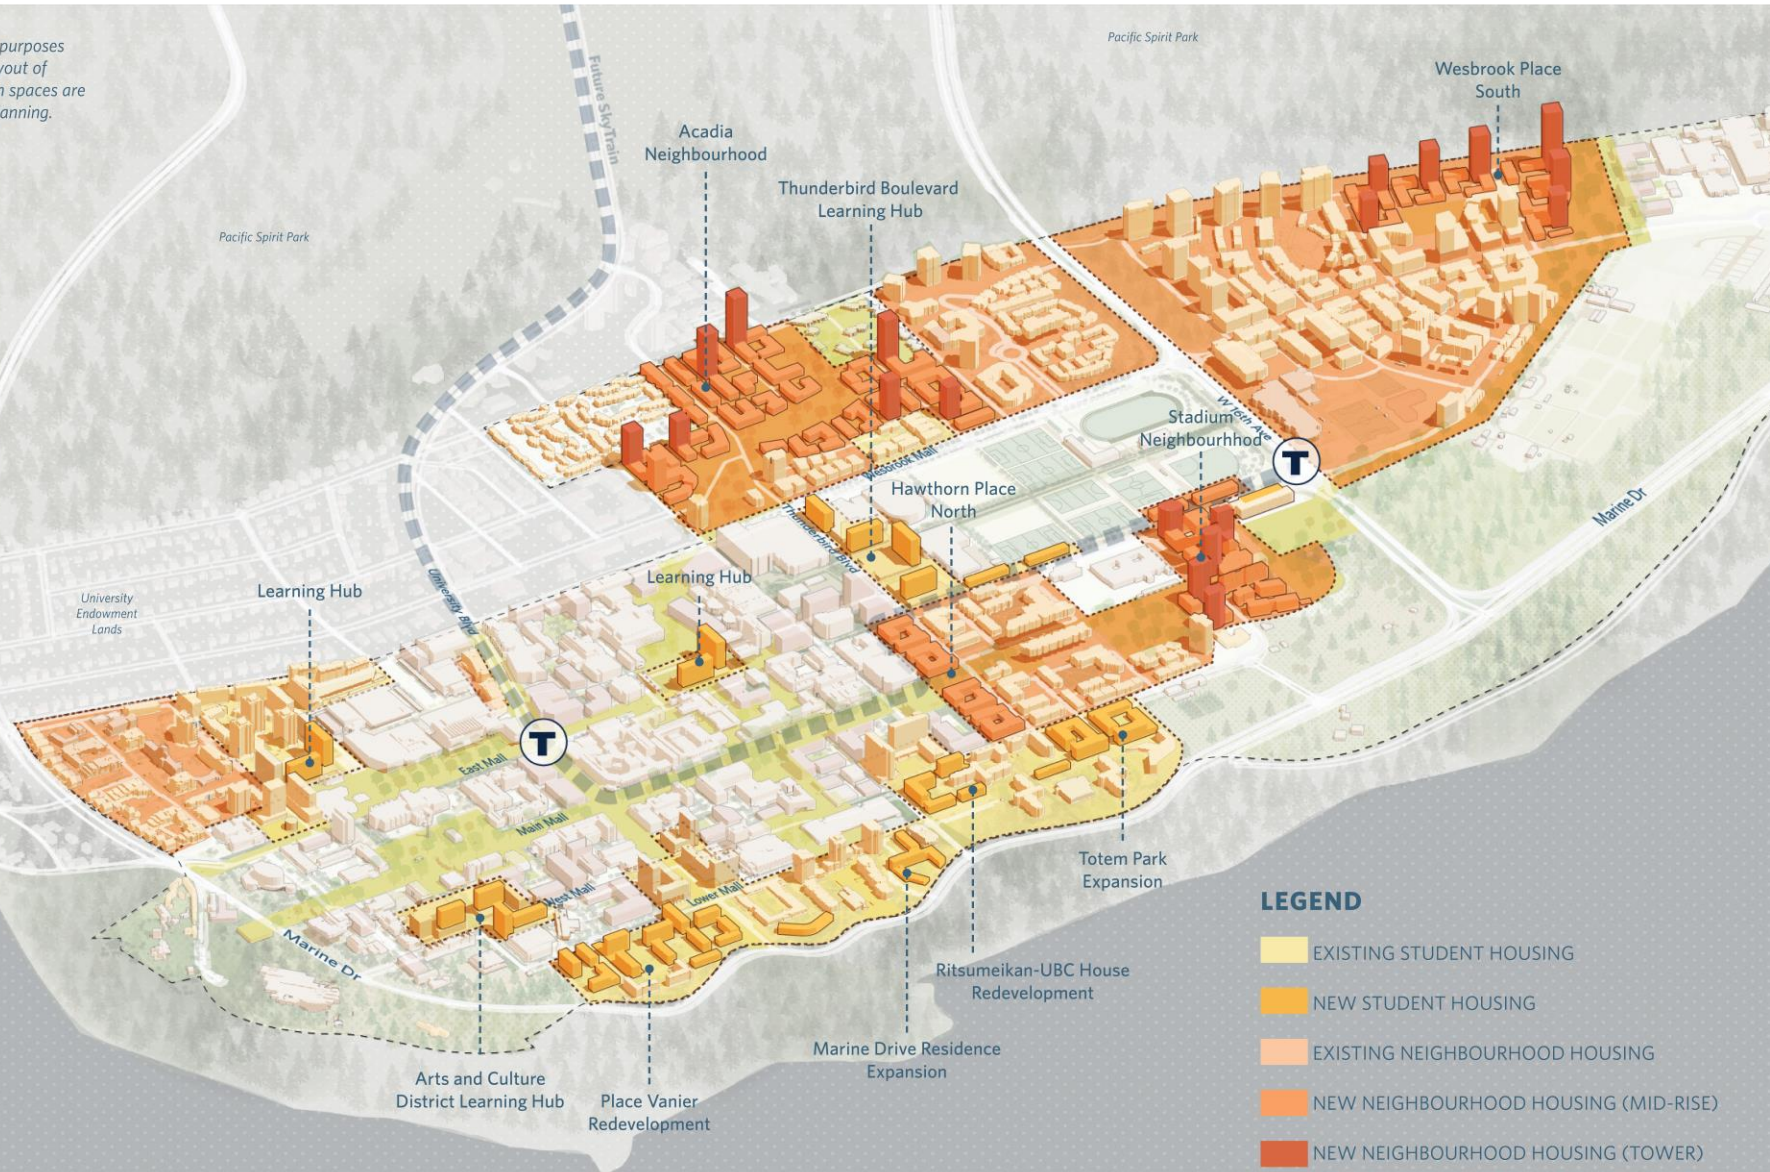 purposes
out of
spaces are
anning.
Pacific Spirit Park
Wesbrook Place
South
Future SkyTrain
Acadia
Neighbourhood
Thunderbird Boulevard
Learning Hub
Pacific Spirit Park
W 16th Ave
Stadium
Neighbourhhod
T
Wesbrook Mall
Hawthorn Place
North
Marine Dr
Thunderbird Blvd
Learning Hub
University Blvd
Learning Hub
University
Endowment
Lands
T
East Mall
Main Mall
Totem Park
Expansion
West Mall
Lower Mall
Marine Dr
Ritsumeikan-UBC House
Redevelopment
Marine Drive Residence
Expansion
Arts and Culture
District Learning Hub
Place Vanier
Redevelopment
LEGEND
EXISTING STUDENT HOUSING
NEW STUDENT HOUSING
EXISTING NEIGHBOURHOOD HOUSING
NEW NEIGHBOURHOOD HOUSING (MID-RISE)
NEW NEIGHBOURHOOD HOUSING (TOWER)